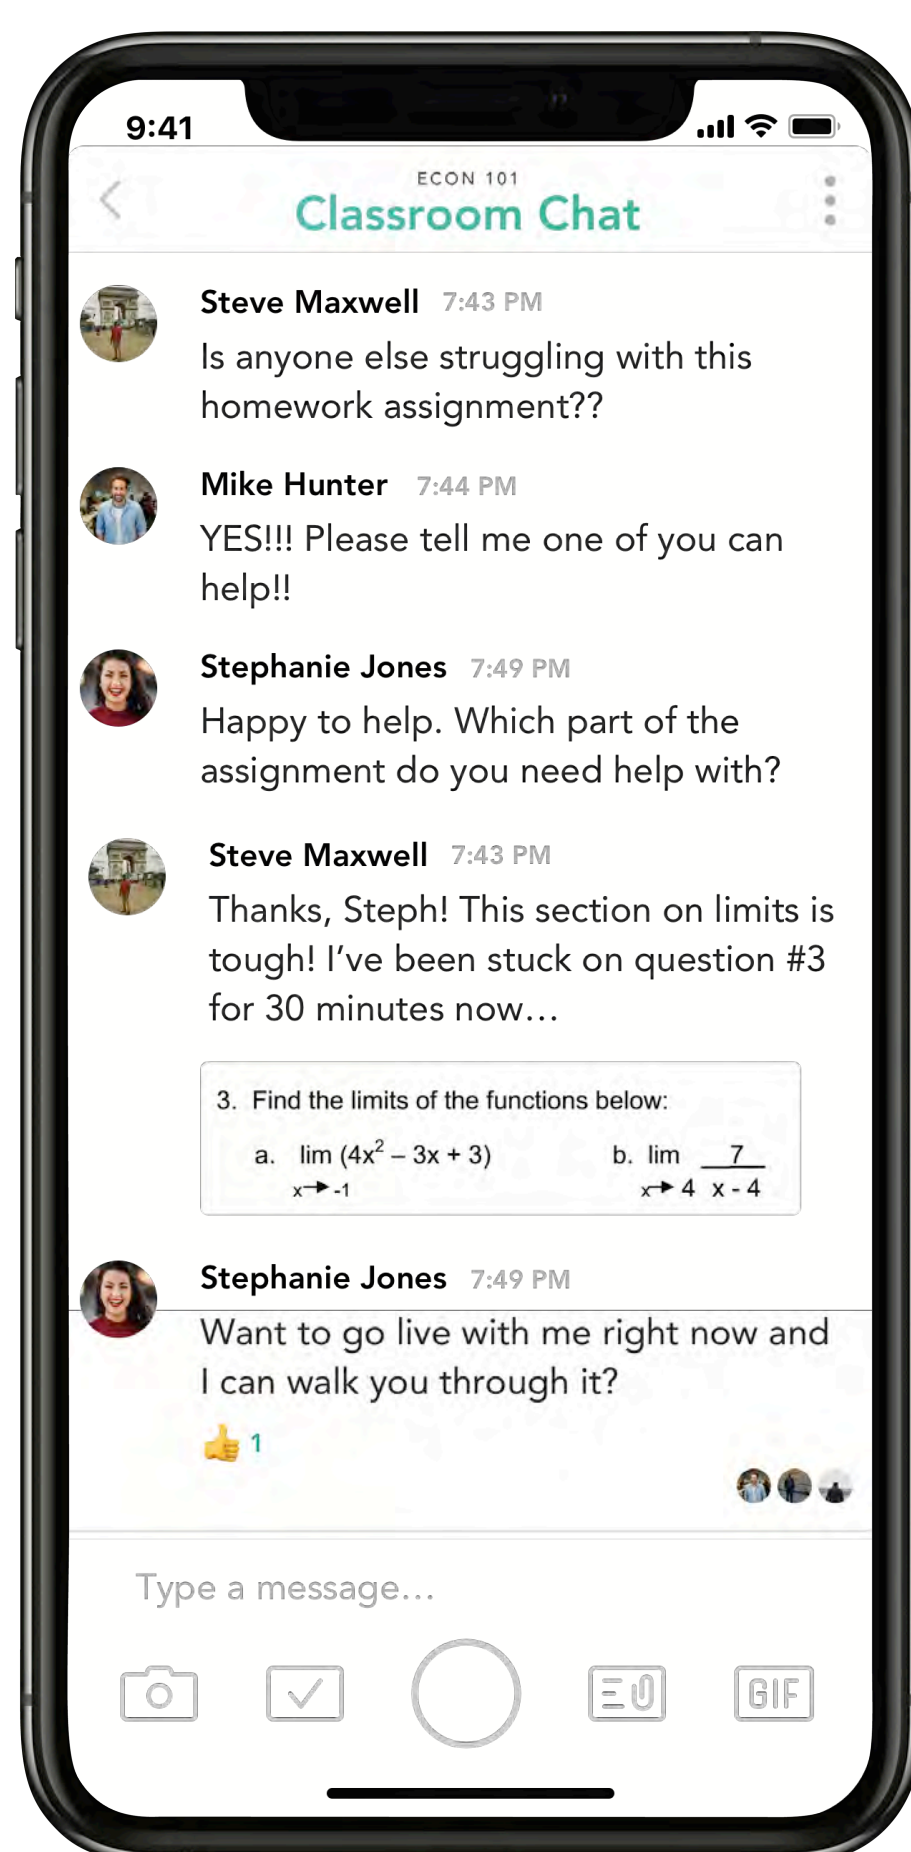 9:41
ECON 101
Classroom Chat
Steve Maxwell 7:43 PM
Is anyone else struggling with this
homework assignment??
Mike Hunter 7:44 PM
YES!!! Please tell me one of you can
help!!
Stephanie Jones 7:49 PM
Happy to help. Which part of the
assignment do you need help with?
Steve Maxwell 7:43 PM
Thanks, Steph! This section on limits is
tough! I’ve been stuck on question #3
for 30 minutes now…
3. Find the limits of the functions below:
a. lim (4x² – 3x + 3) b. lim 7
x→ -1 x→ 4 x - 4
Stephanie Jones 7:49 PM
Want to go live with me right now and
I can walk you through it?
👍 1
Type a message…
GIF